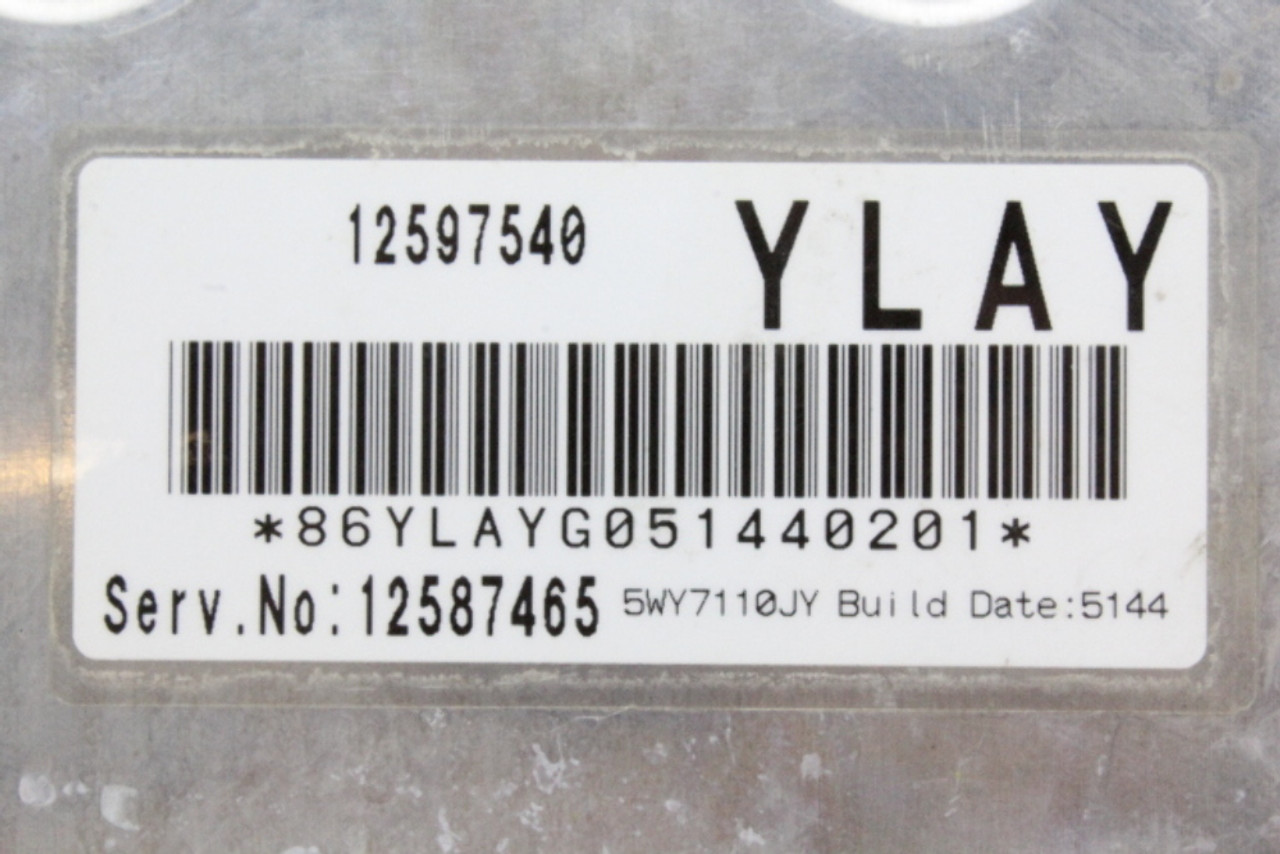 12597540 YLAY
*86YLAYG051440201*
Serv.No:12587465 5WY7110JY Build Date:5144